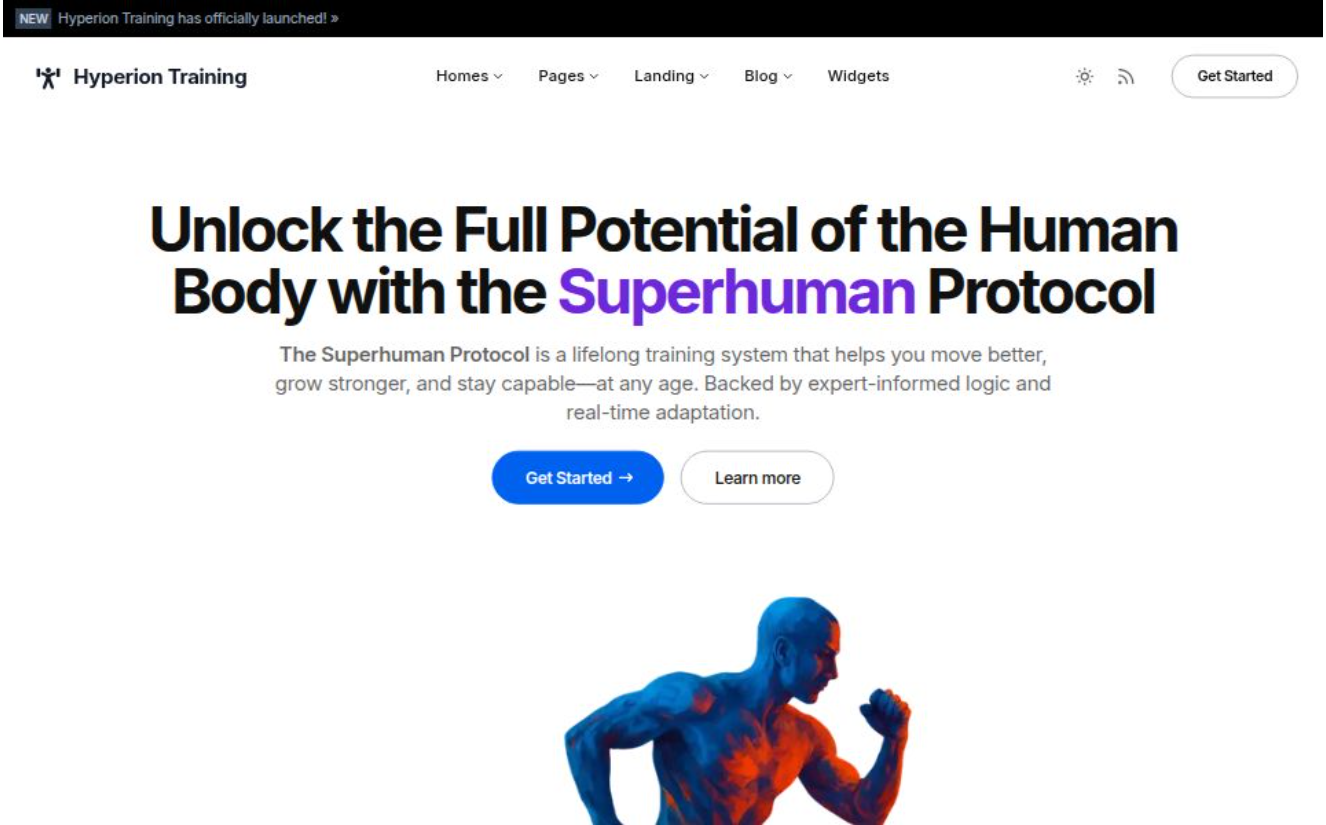 NEW Hyperion Training has officially launched! »
Hyperion Training
Homes
Pages
Landing
Blog
Widgets
Get Started
Unlock the Full Potential of the Human
Body with the Superhuman Protocol
The Superhuman Protocol is a lifelong training system that helps you move better,
grow stronger, and stay capable—at any age. Backed by expert-informed logic and
real-time adaptation.
Get Started →
Learn more